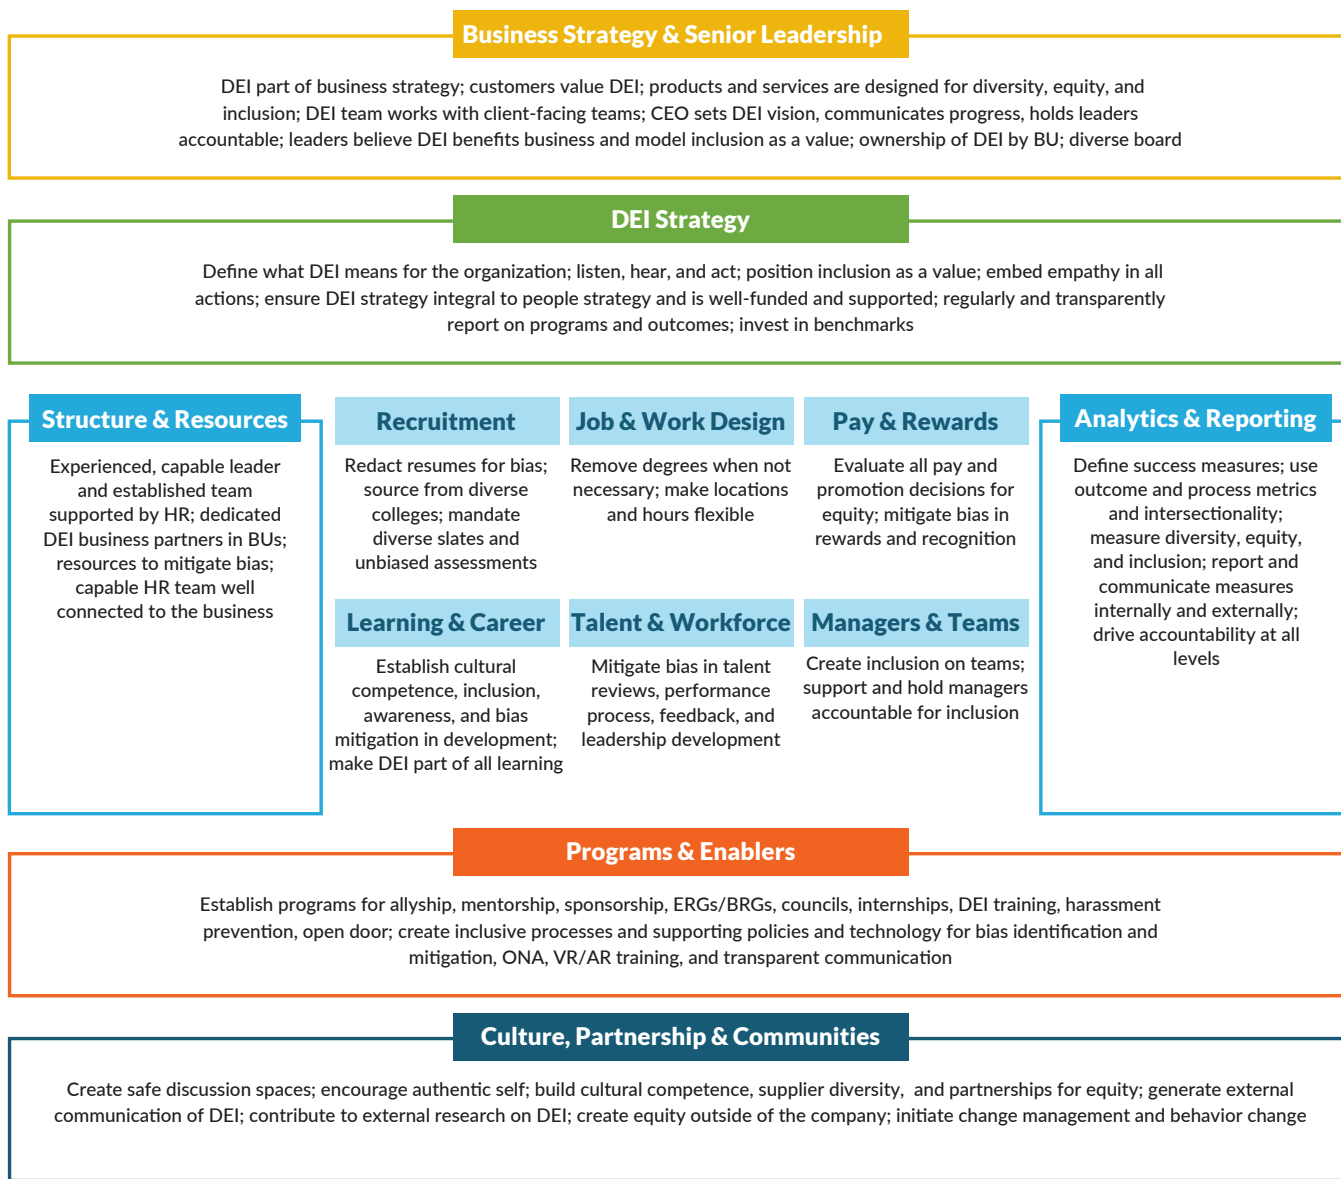 Business Strategy & Senior Leadership
DEI part of business strategy; customers value DEI; products and services are designed for diversity, equity, and
inclusion; DEI team works with client-facing teams; CEO sets DEI vision, communicates progress, holds leaders
accountable; leaders believe DEI benefits business and model inclusion as a value; ownership of DEI by BU; diverse board
DEI Strategy
Define what DEI means for the organization; listen, hear, and act; position inclusion as a value; embed empathy in all
actions; ensure DEI strategy integral to people strategy and is well-funded and supported; regularly and transparently
report on programs and outcomes; invest in benchmarks
Structure & Resources
Experienced, capable leader
and established team
supported by HR; dedicated
DEI business partners in BUs;
resources to mitigate bias;
capable HR team well
connected to the business
Recruitment
Redact resumes for bias;
source from diverse
colleges; mandate
diverse slates and
unbiased assessments
Job & Work Design
Remove degrees when not
necessary; make locations
and hours flexible
Pay & Rewards
Evaluate all pay and
promotion decisions for
equity; mitigate bias in
rewards and recognition
Learning & Career
Establish cultural
competence, inclusion,
awareness, and bias
mitigation in development;
make DEI part of all learning
Talent & Workforce
Mitigate bias in talent
reviews, performance
process, feedback, and
leadership development
Managers & Teams
Create inclusion on teams;
support and hold managers
accountable for inclusion
Analytics & Reporting
Define success measures; use
outcome and process metrics
and intersectionality;
measure diversity, equity,
and inclusion; report and
communicate measures
internally and externally;
drive accountability at all
levels
Programs & Enablers
Establish programs for allyship, mentorship, sponsorship, ERGs/BRGs, councils, internships, DEI training, harassment
prevention, open door; create inclusive processes and supporting policies and technology for bias identification and
mitigation, ONA, VR/AR training, and transparent communication
Culture, Partnership & Communities
Create safe discussion spaces; encourage authentic self; build cultural competence, supplier diversity, and partnerships for equity; generate external
communication of DEI; contribute to external research on DEI; create equity outside of the company; initiate change management and behavior change